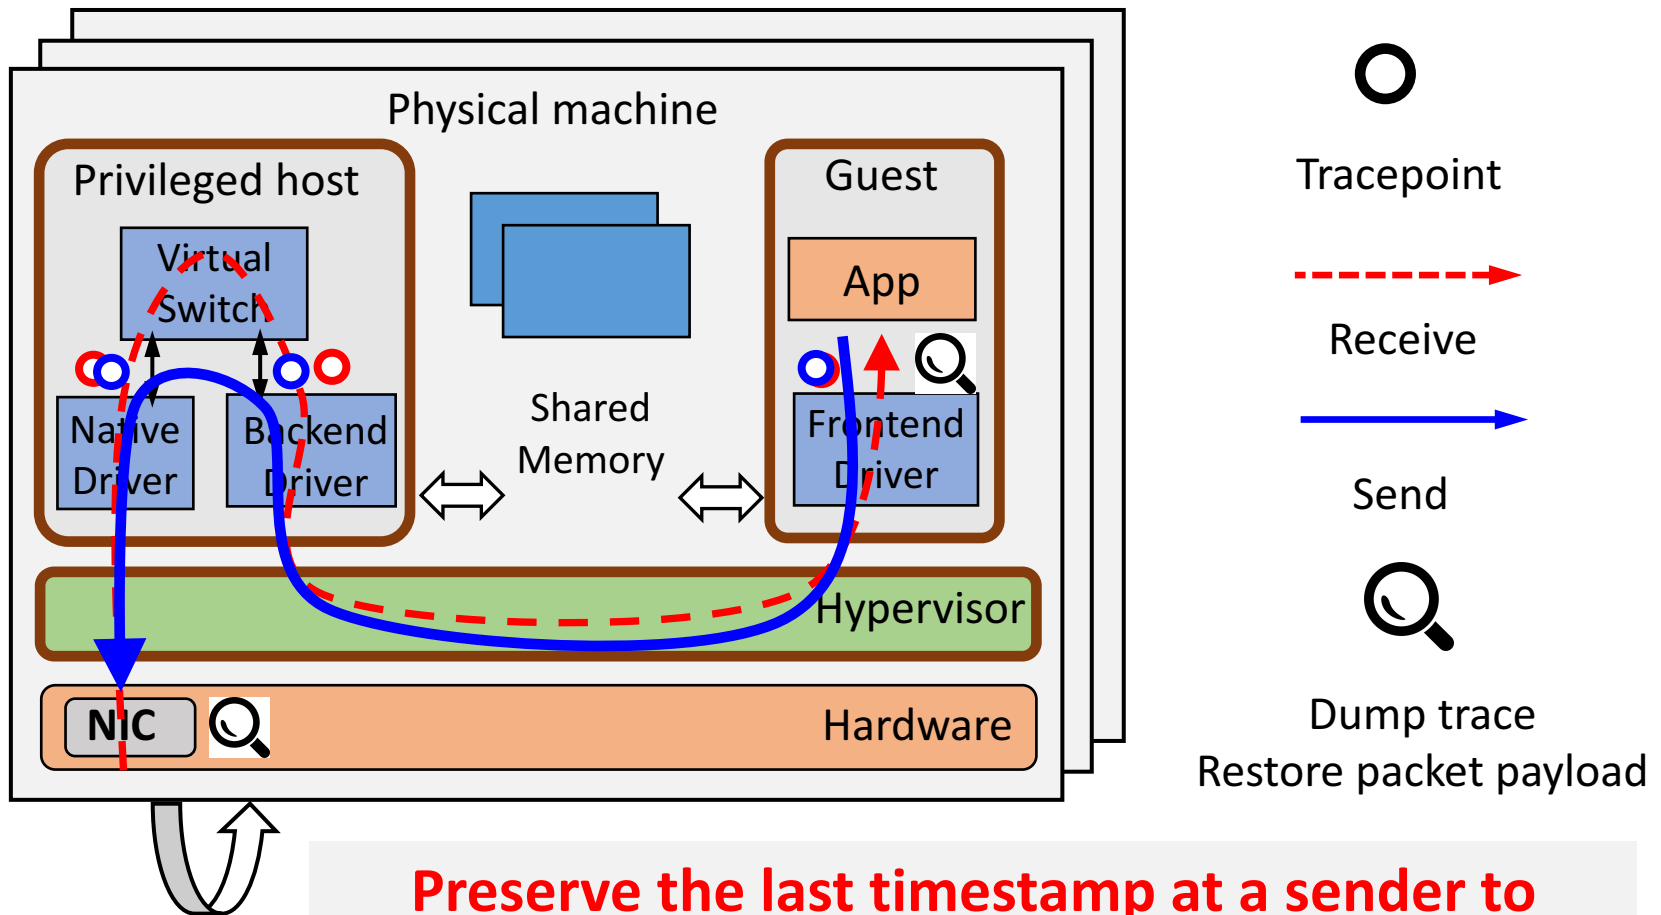 Physical machine
Privileged host
Virtual
Switch
Native
Driver
Backend
Driver
Shared
Memory
Guest
App
Frontend
Driver
Hypervisor
NIC
Hardware
Tracepoint
Receive
Send
Dump trace
Restore packet payload
Preserve the last timestamp at a sender to